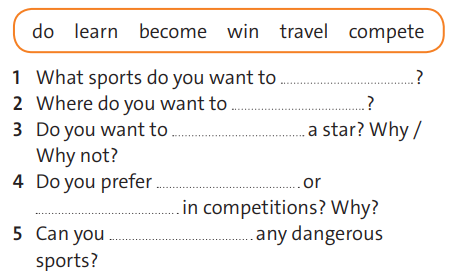 do learn become win travel compete
1 What sports do you want to ....................................?
2 Where do you want to ....................................?
3 Do you want to .................................... a star? Why /
Why not?
4 Do you prefer .................................... or
.................................... in competitions? Why?
5 Can you .................................... any dangerous
sports?